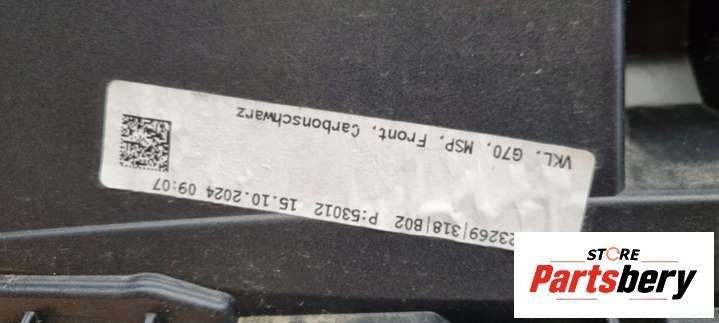 23269|318|B02 P:53012 15.10.2024 09:07
VKL, G70, MSP, Front, Carbonschwarz
STORE
Partsbery